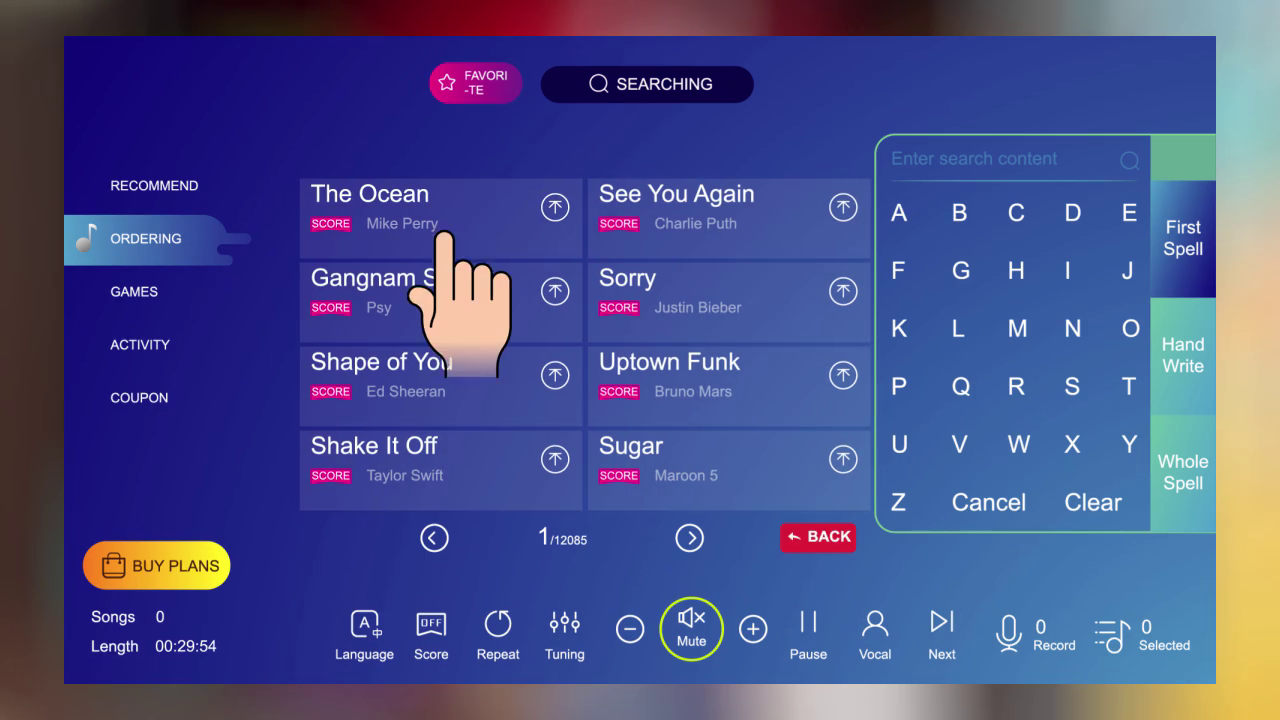 FAVORI
-TE
SEARCHING
RECOMMEND
ORDERING
GAMES
ACTIVITY
COUPON
The Ocean
SCORE Mike Perry
See You Again
SCORE Charlie Puth
Gangnam S
SCORE Psy
Sorry
SCORE Justin Bieber
Shape of You
SCORE Ed Sheeran
Uptown Funk
SCORE Bruno Mars
Shake It Off
SCORE Taylor Swift
Sugar
SCORE Maroon 5
1/12085
BACK
Enter search content
A B C D E
F G H I J
K L M N O
P Q R S T
U V W X Y
Z Cancel Clear
First
Spell
Hand
Write
Whole
Spell
BUY PLANS
Songs 0
Length 00:29:54
A中
Language
OFF
Score
Repeat
Tuning
Mute
Pause
Vocal
Next
0
Record
0
Selected